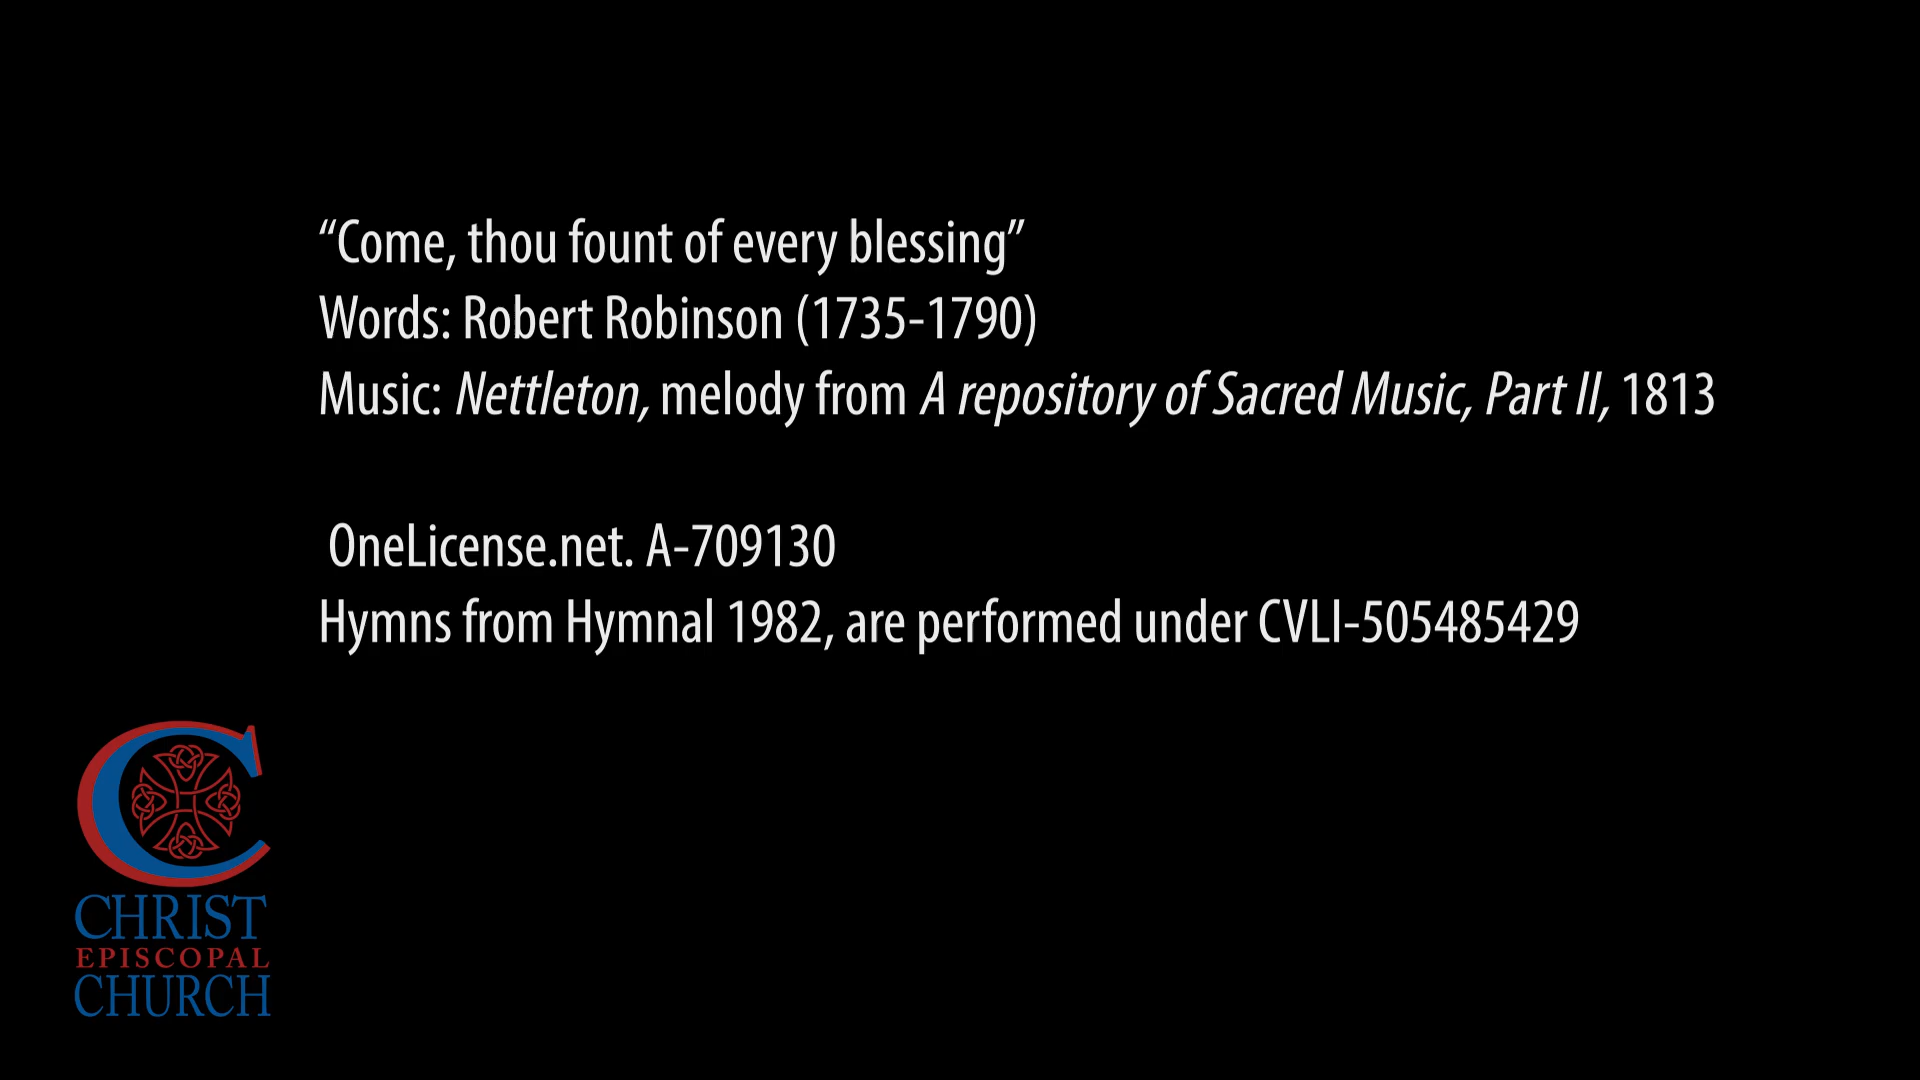 “Come, thou fount of every blessing”
Words: Robert Robinson (1735-1790)
Music: Nettleton, melody from A repository of Sacred Music, Part II, 1813
OneLicense.net. A-709130
Hymns from Hymnal 1982, are performed under CVLI-505485429
C
CHRIST
EPISCOPAL
CHURCH